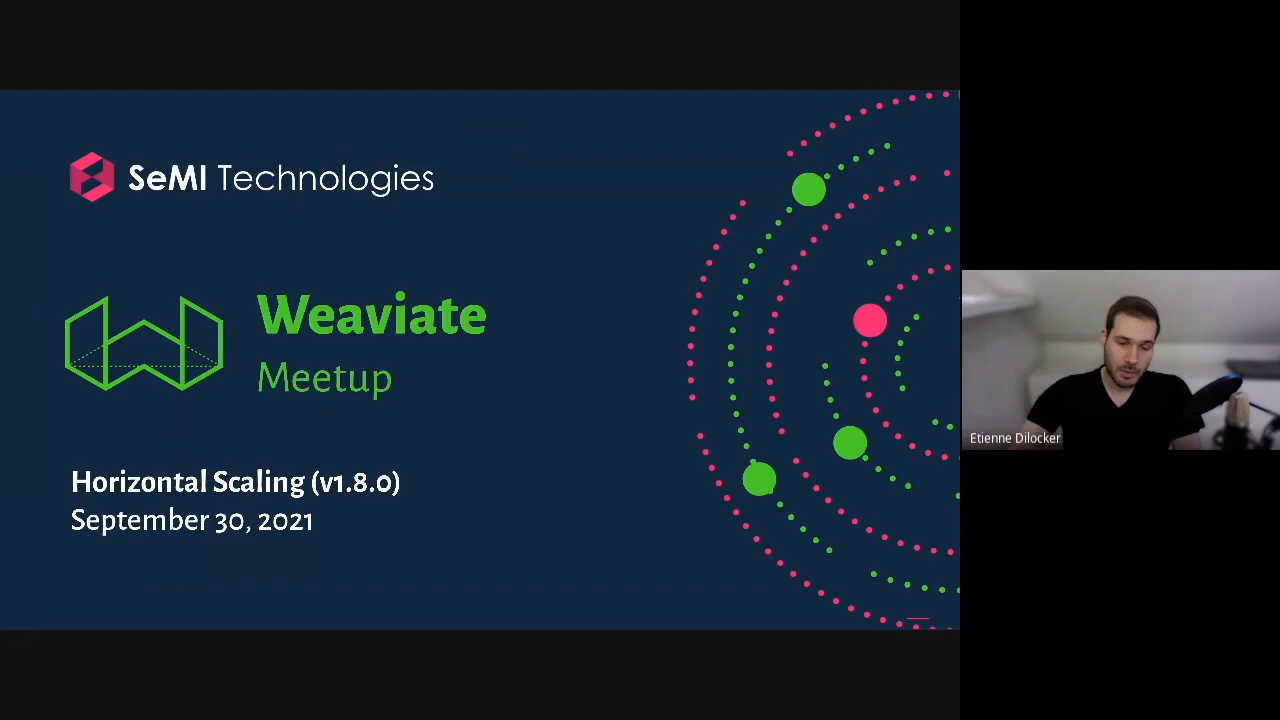 SeMI Technologies
Weaviate
Meetup
Horizontal Scaling (v1.8.0)
September 30, 2021
Etienne Dilocker